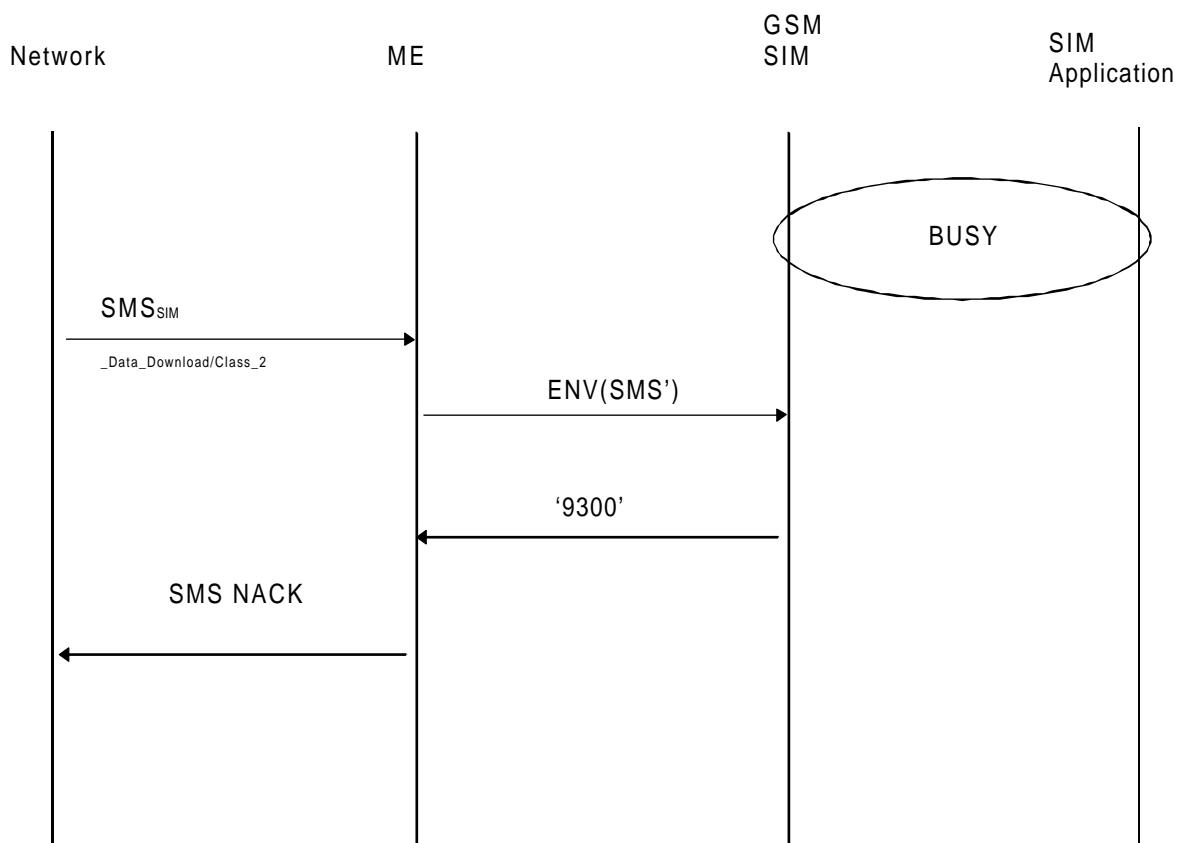 Network
ME
GSM
SIM
SIM
Application
BUSY
SMSSIM
_Data_Download/Class_2
ENV(SMS’)
‘9300’
SMS NACK